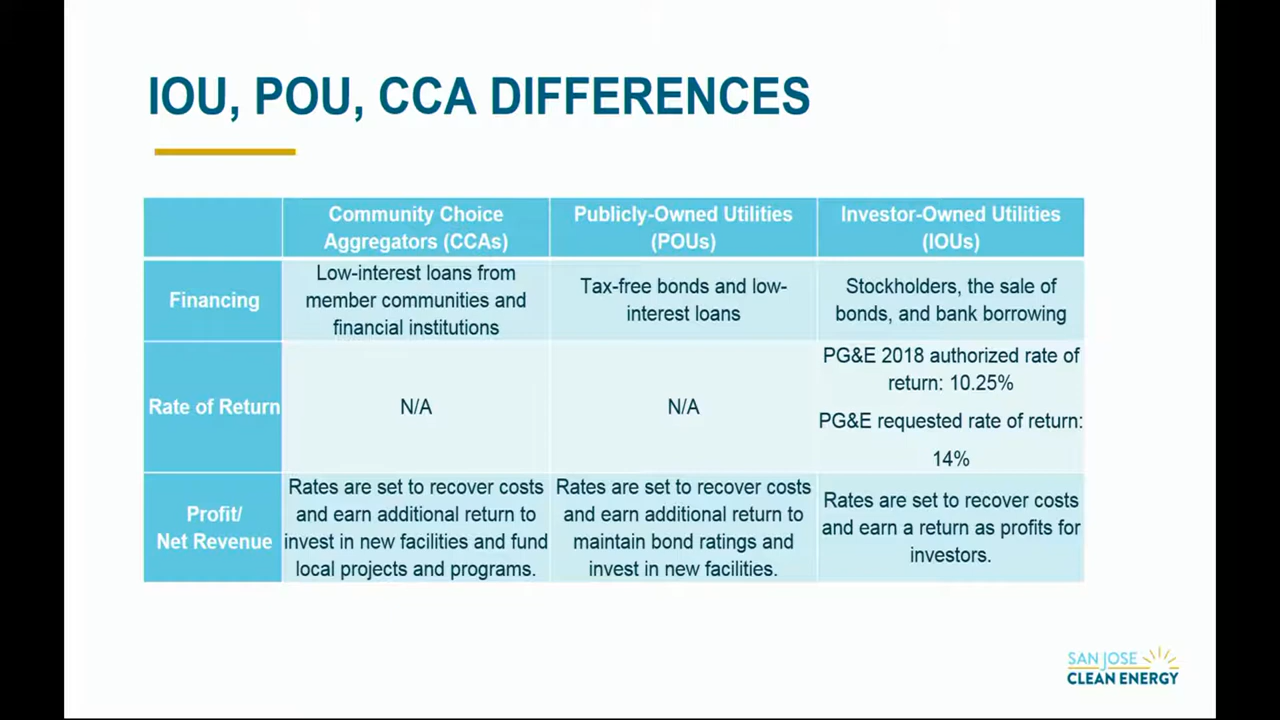 IOU, POU, CCA DIFFERENCES
Community Choice
Aggregators (CCAs)
Publicly-Owned Utilities
(POUs)
Investor-Owned Utilities
(IOUs)
Financing
Low-interest loans from
member communities and
financial institutions
Tax-free bonds and low-
interest loans
Stockholders, the sale of
bonds, and bank borrowing
Rate of Return
N/A
N/A
PG&E 2018 authorized rate of
return: 10.25%
PG&E requested rate of return:
14%
Profit/
Net Revenue
Rates are set to recover costs
and earn additional return to
invest in new facilities and fund
local projects and programs.
Rates are set to recover costs
and earn additional return to
maintain bond ratings and
invest in new facilities.
Rates are set to recover costs
and earn a return as profits for
investors.
SAN JOSE
CLEAN ENERGY